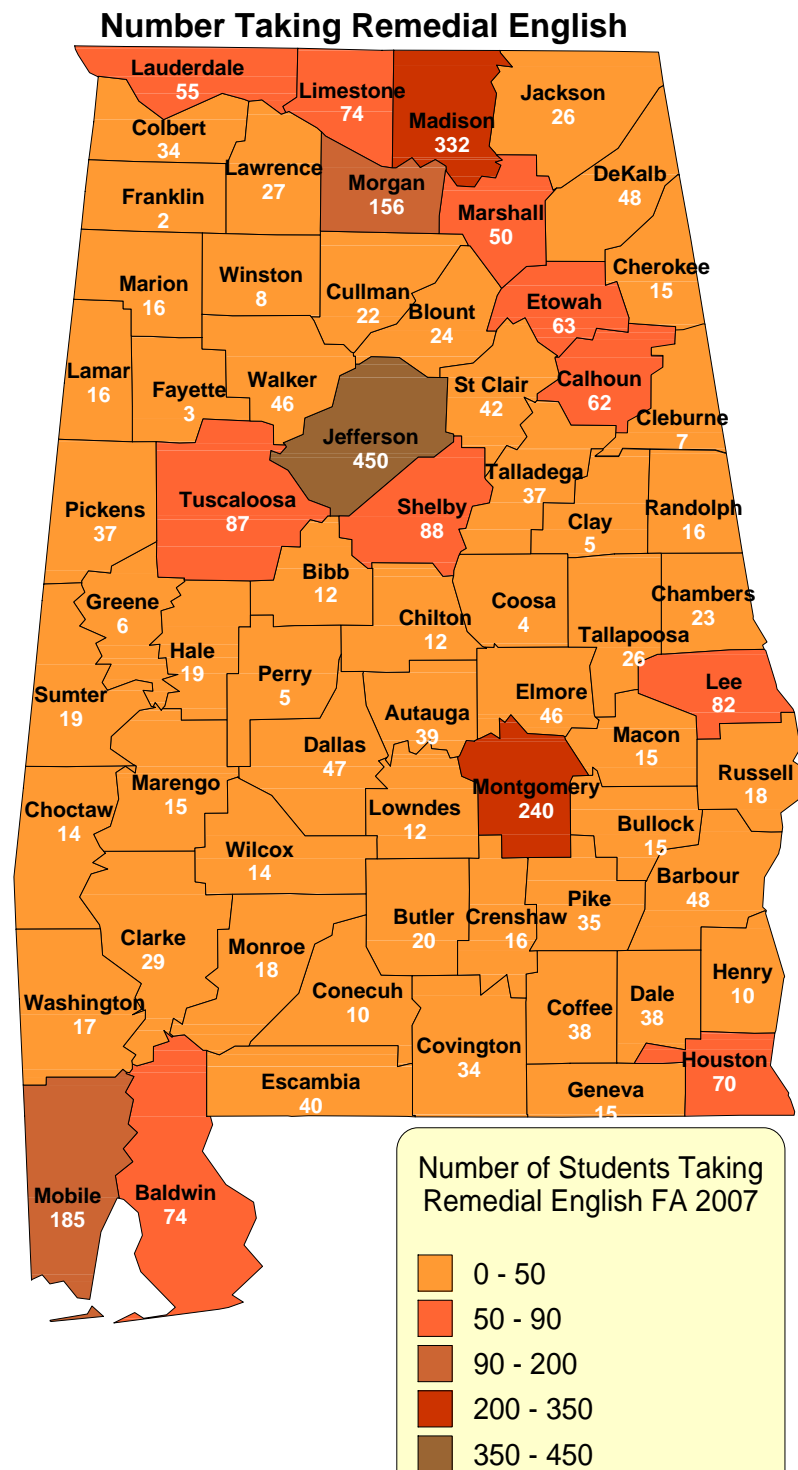 Number Taking Remedial English
Lauderdale
55
Limestone
74
Madison
332
Jackson
26
Colbert
34
Lawrence
27
Franklin
2
Morgan
156
Marshall
50
DeKalb
48
Cherokee
15
Marion
16
Winston
8
Cullman
22
Blount
24
Etowah
63
Lamar
16
Fayette
3
Walker
46
St Clair
42
Calhoun
62
Cleburne
7
Jefferson
450
Pickens
37
Tuscaloosa
87
Shelby
88
Talladega
37
Clay
5
Randolph
16
Bibb
12
Greene
6
Hale
19
Chilton
12
Coosa
4
Tallapoosa
26
Chambers
23
Sumter
19
Perry
5
Autauga
39
Elmore
46
Lee
82
Dallas
47
Macon
15
Russell
18
Choctaw
14
Marengo
15
Lowndes
12
Montgomery
240
Bullock
15
Wilcox
14
Barbour
48
Clarke
29
Monroe
18
Butler
20
Crenshaw
16
Pike
35
Washington
17
Conecuh
10
Coffee
38
Dale
38
Henry
10
Covington
34
Houston
70
Escambia
40
Geneva
15
Mobile
185
Baldwin
74
Number of Students Taking
Remedial English FA 2007
0 - 50
50 - 90
90 - 200
200 - 350
350 - 450